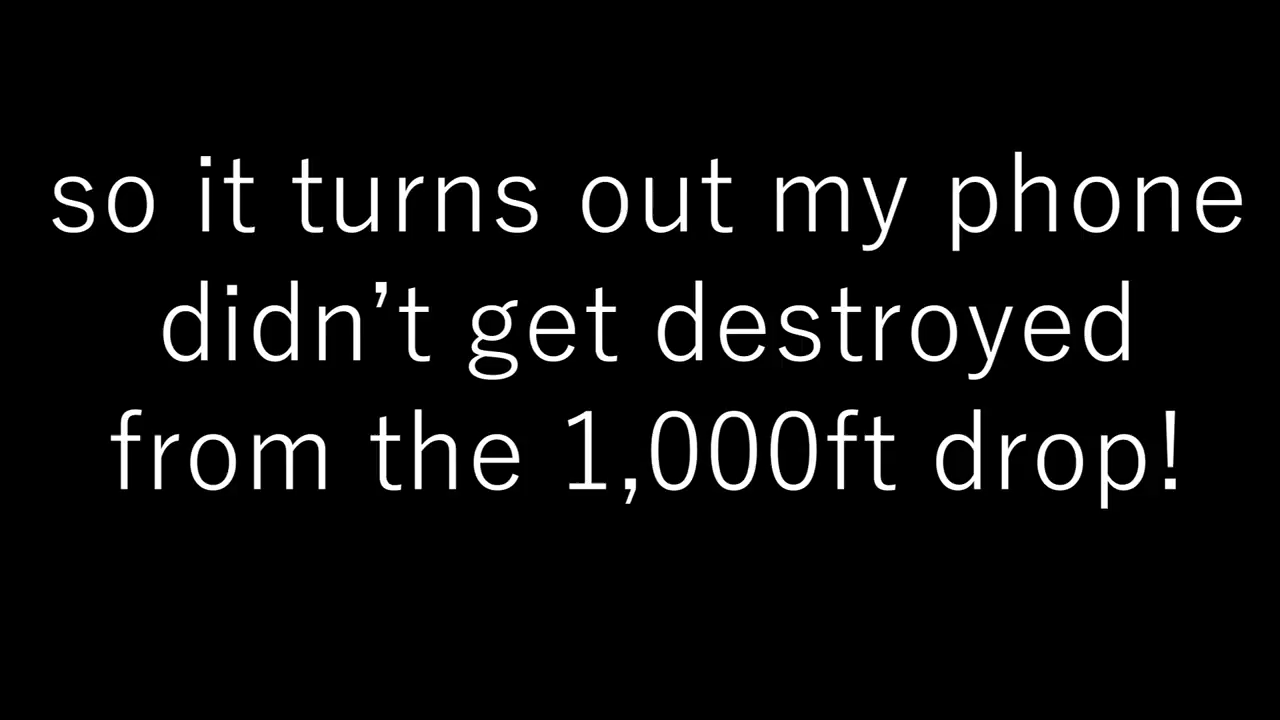 so it turns out my phone
didn’t get destroyed
from the 1,000ft drop!